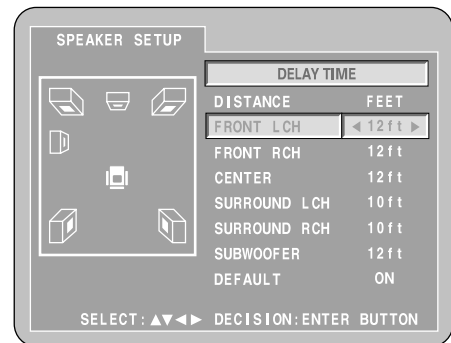 SPEAKER SETUP
DELAY TIME
DISTANCE FEET
FRONT LCH ◀ 12ft ▶
FRONT RCH 12ft
CENTER 12ft
SURROUND LCH 10ft
SURROUND RCH 10ft
SUBWOOFER 12ft
DEFAULT ON
SELECT:▲▼◀▶ DECISION:ENTER BUTTON